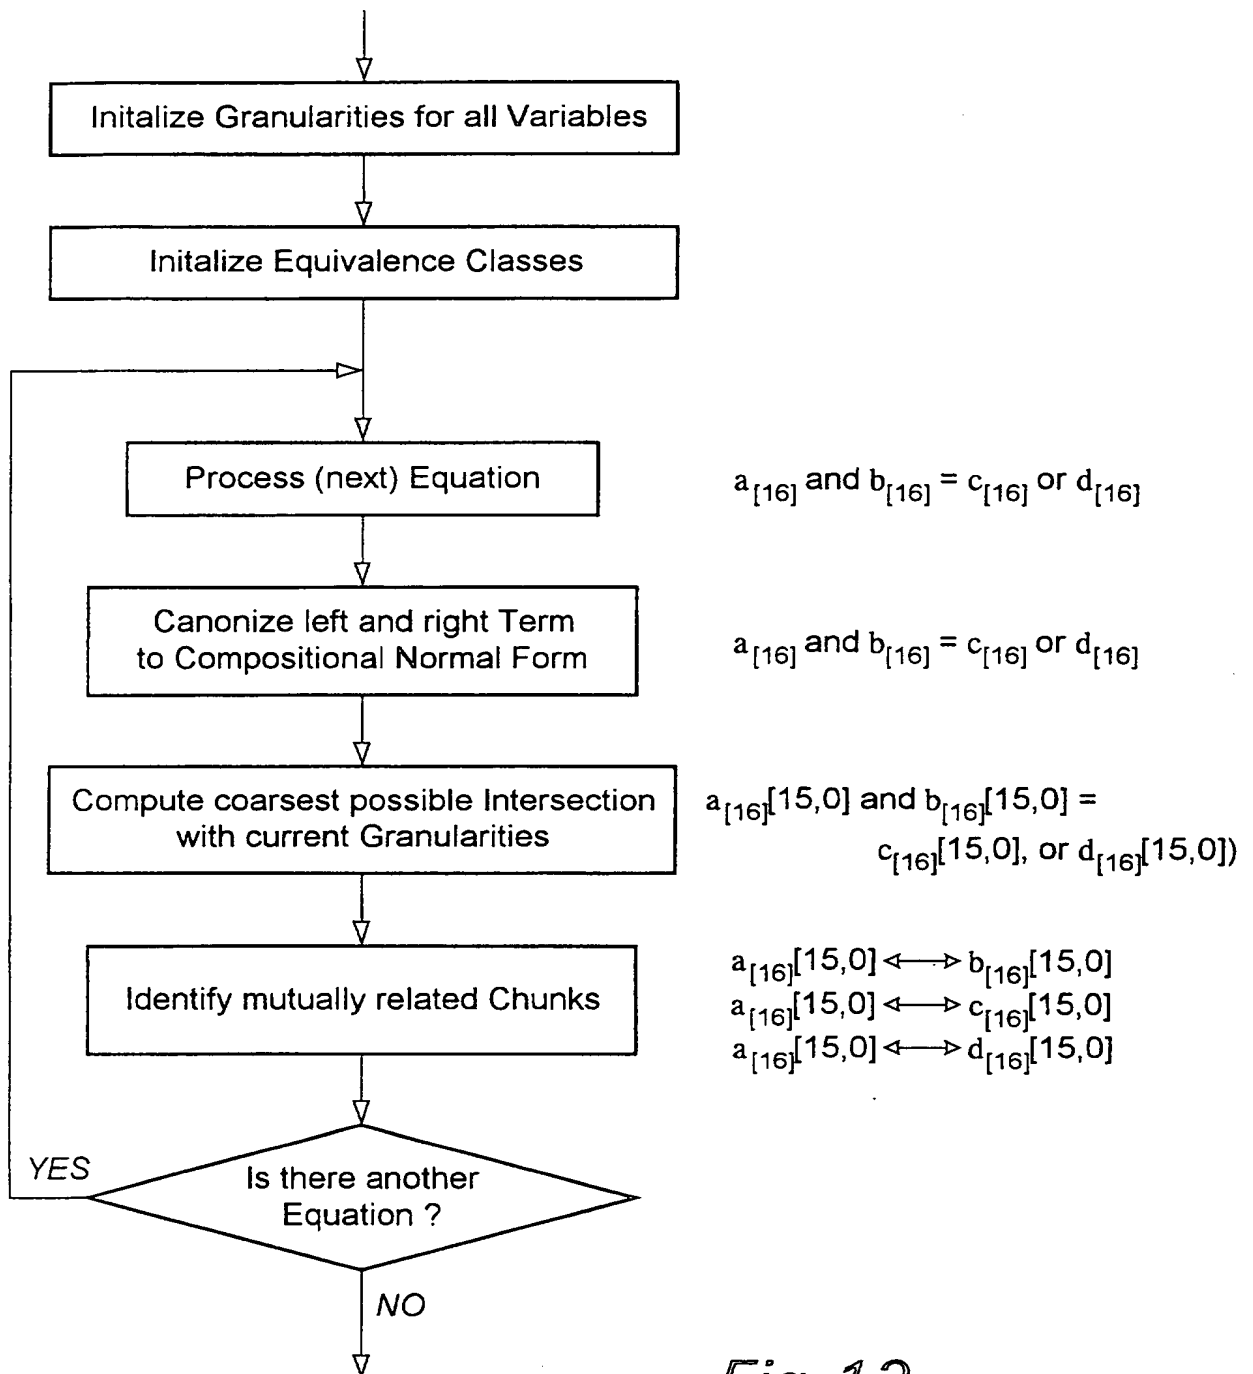 Initalize Granularities for all Variables
Initalize Equivalence Classes
Process (next) Equation
a[16] and b[16] = c[16] or d[16]
Canonize left and right Term
to Compositional Normal Form
a[16] and b[16] = c[16] or d[16]
Compute coarsest possible Intersection
with current Granularities
a[16][15,0] and b[16][15,0] =
c[16][15,0], or d[16][15,0])
Identify mutually related Chunks
a[16][15,0] <—> b[16][15,0]
a[16][15,0] <—> c[16][15,0]
a[16][15,0] <—> d[16][15,0]
YES
Is there another
Equation ?
NO